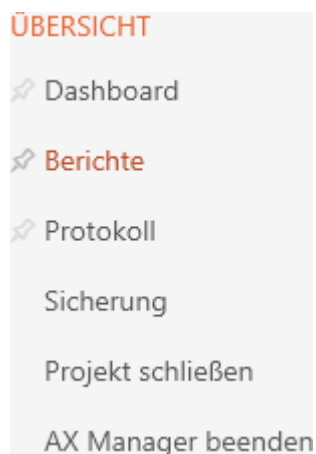 ÜBERSICHT
Dashboard
Berichte
Protokoll
Sicherung
Projekt schließen
AX Manager beenden